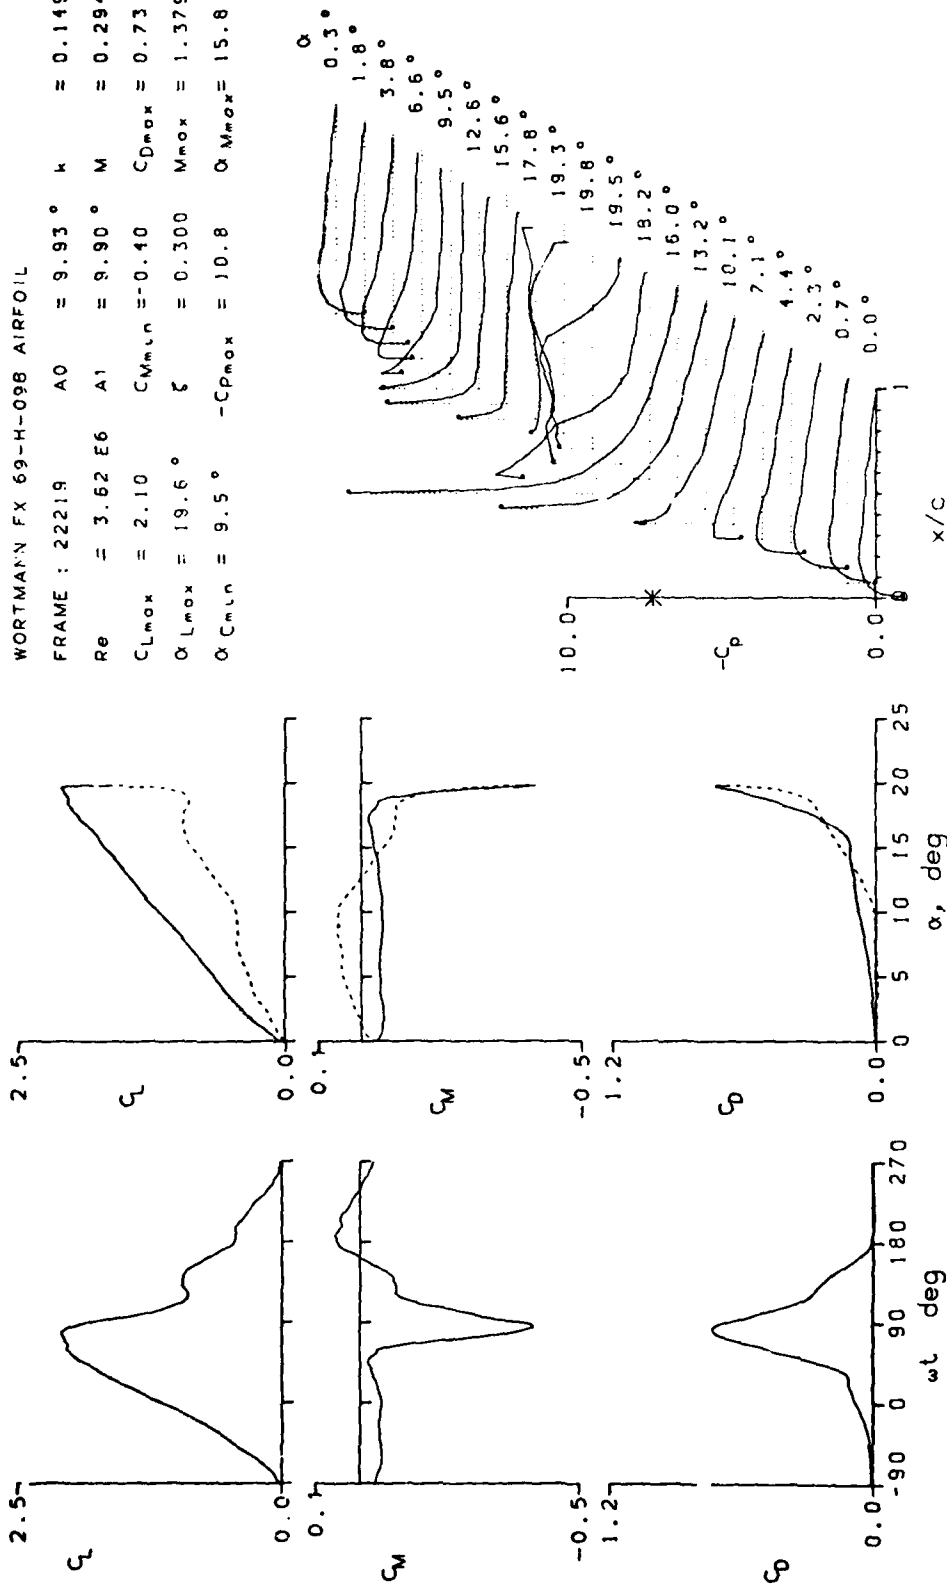 WORTMANN FX 69-H-098 AIRFOIL
FRAME : 22219 A0 = 9.93° k = 0.149
Re = 3.62 E6 A1 = 9.90° M = 0.294
CLmax = 2.10 CMmin =-0.40 CDmax = 0.73
αLmax = 19.6° ζ = 0.300 Mmax = 1.379
αCmin = 9.5° -CPmax = 10.8 αMmax= 15.8
α
0.3°
1.8°
3.8°
6.6°
9.5°
12.6°
15.6°
17.8°
19.3°
19.8°
19.5°
18.2°
16.0°
13.2°
10.1°
7.1°
4.4°
2.3°
0.7°
0.0°
10.0
-Cp
0.0
0
1
x/c
2.5
CL
0.0
0.1
CM
-0.5
1.2
CD
0.0
0 5 10 15 20 25
α, deg
2.5
CL
0.0
0.1
CM
-0.5
1.2
CD
0.0
-90 0 90 180 270
ωt deg